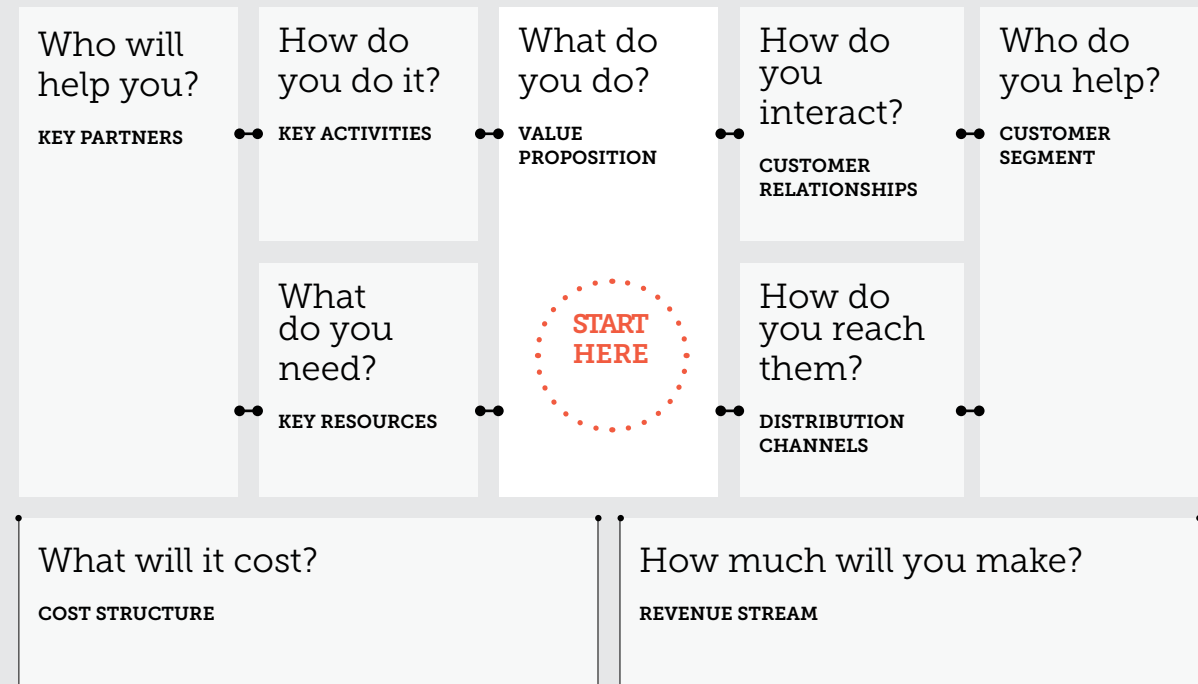 Who will
help you?
KEY PARTNERS
How do
you do it?
KEY ACTIVITIES
What
do you
need?
KEY RESOURCES
What do
you do?
VALUE
PROPOSITION
START
HERE
How do
you
interact?
CUSTOMER
RELATIONSHIPS
How do
you reach
them?
DISTRIBUTION
CHANNELS
Who do
you help?
CUSTOMER
SEGMENT
What will it cost?
COST STRUCTURE
How much will you make?
REVENUE STREAM